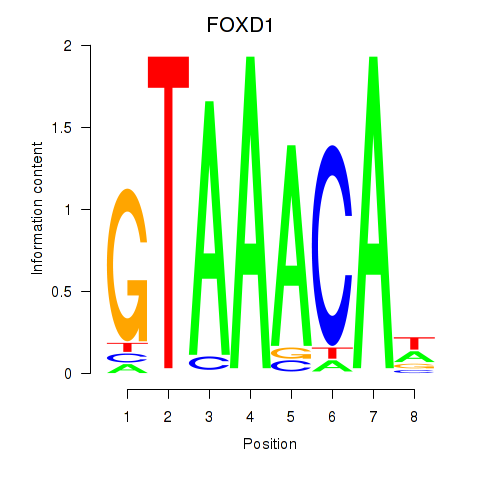 FOXD1
Information content
2
1.5
1
0.5
0
G T A A A C A T
T C G T A
C C A G
A C
1 2 3 4 5 6 7 8
Position